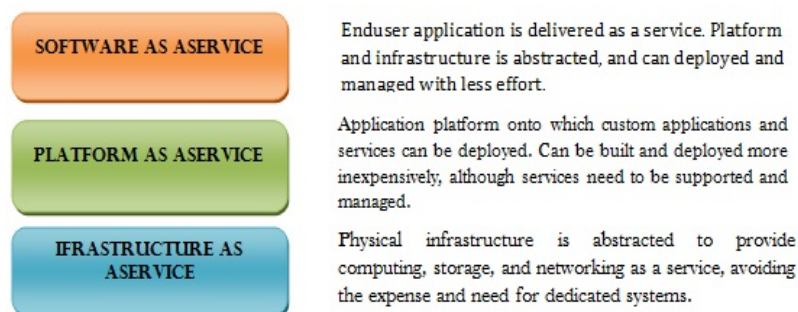 SOFTWARE AS ASERVICE
Enduser application is delivered as a service. Platform
and infrastructure is abstracted, and can deployed and
managed with less effort.
PLATFORM AS ASERVICE
Application platform onto which custom applications and
services can be deployed. Can be built and deployed more
inexpensively, although services need to be supported and
managed.
IFRASTRUCTURE AS
ASERVICE
Physical infrastructure is abstracted to provide
computing, storage, and networking as a service, avoiding
the expense and need for dedicated systems.